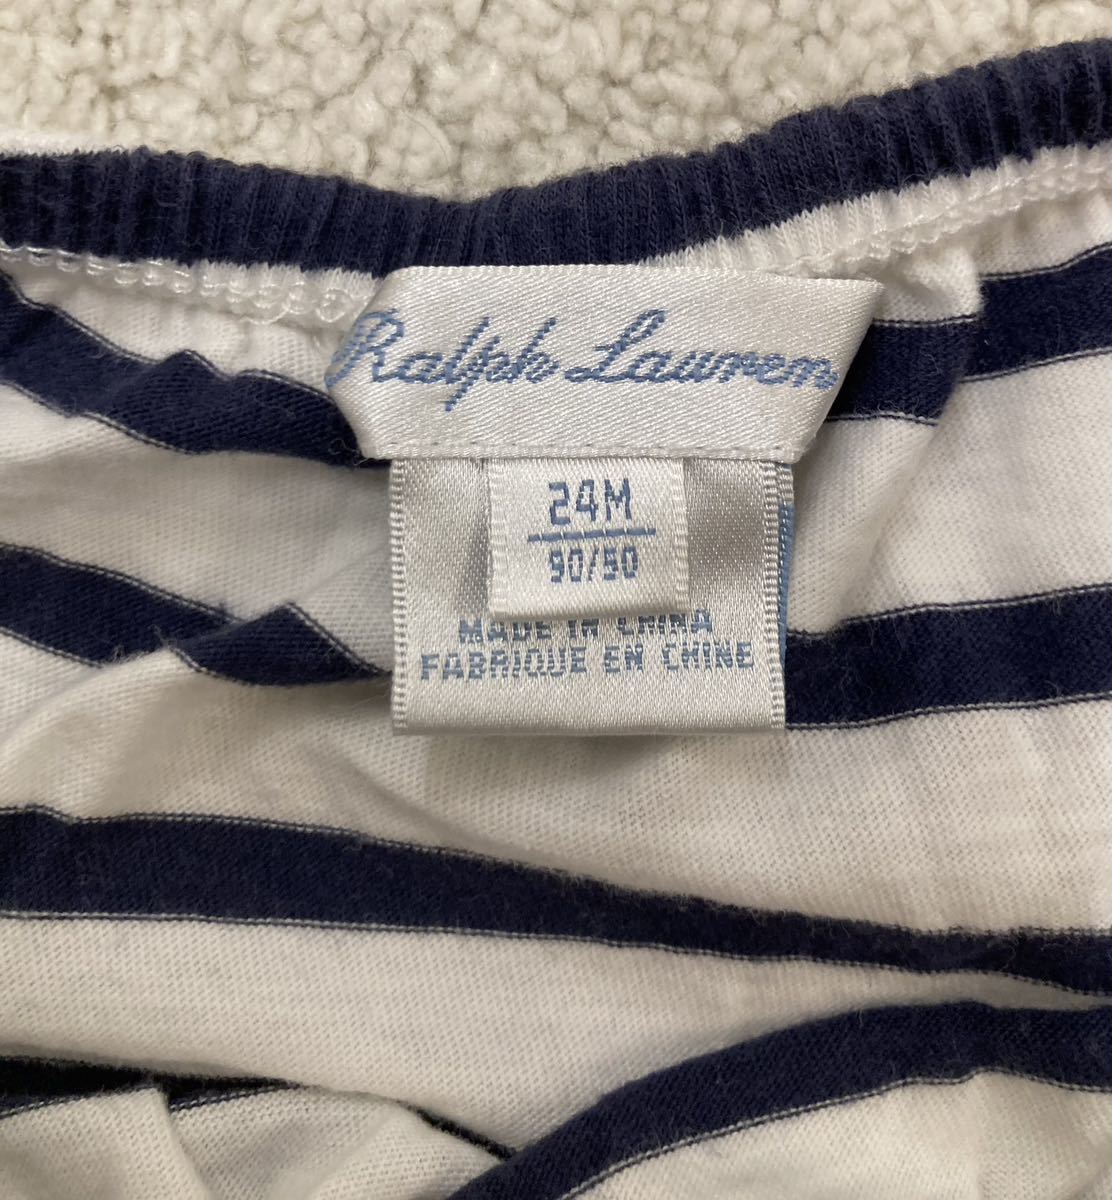 Ralph Lauren
24M
90/50
MADE IN CHINA
FABRIQUE EN CHINE